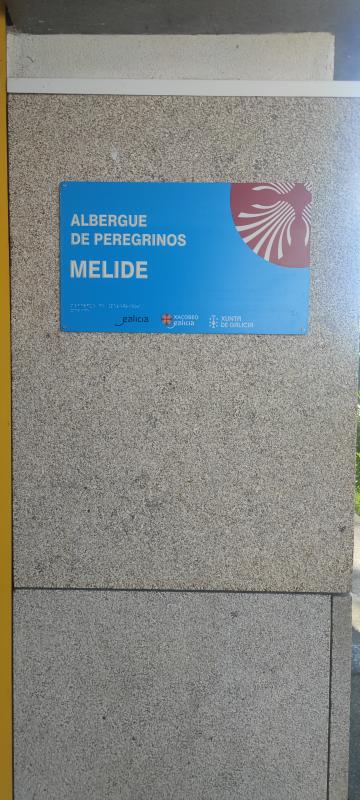 ALBERGUE
DE PEREGRINOS
MELIDE
galicia
XACOBEO
galicia
XUNTA
DE GALICIA